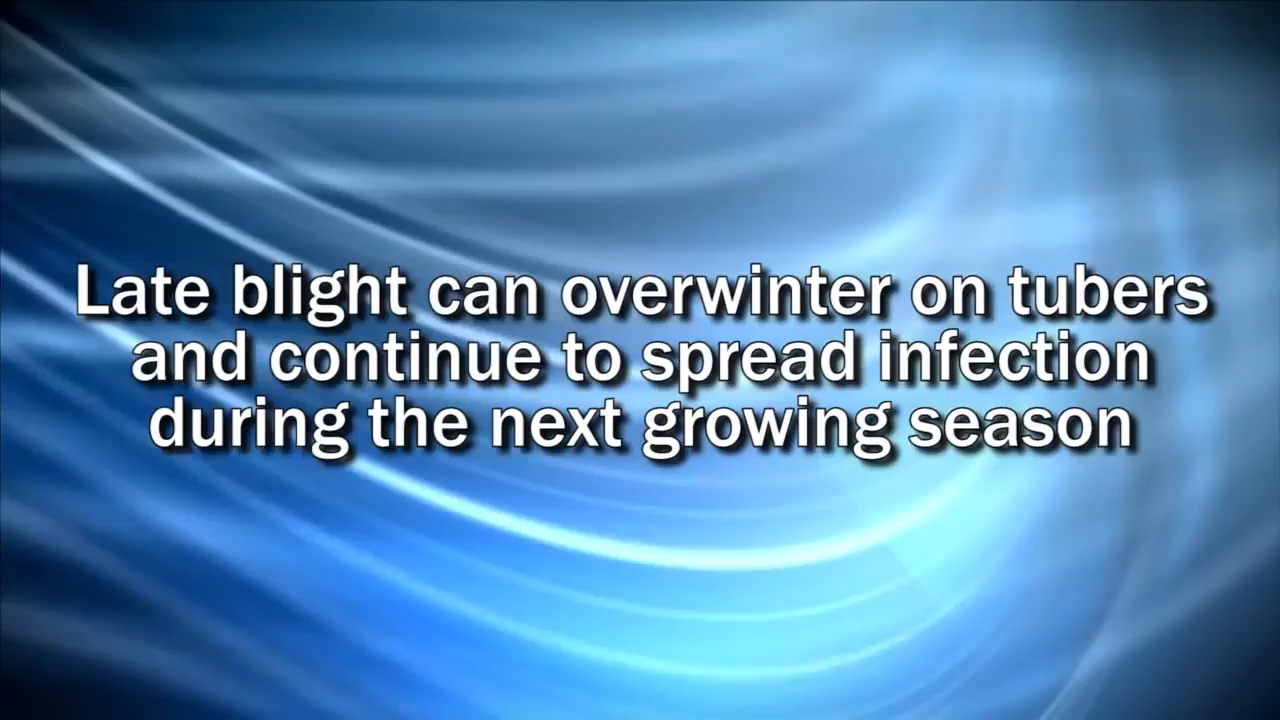 Late blight can overwinter on tubers
and continue to spread infection
during the next growing season